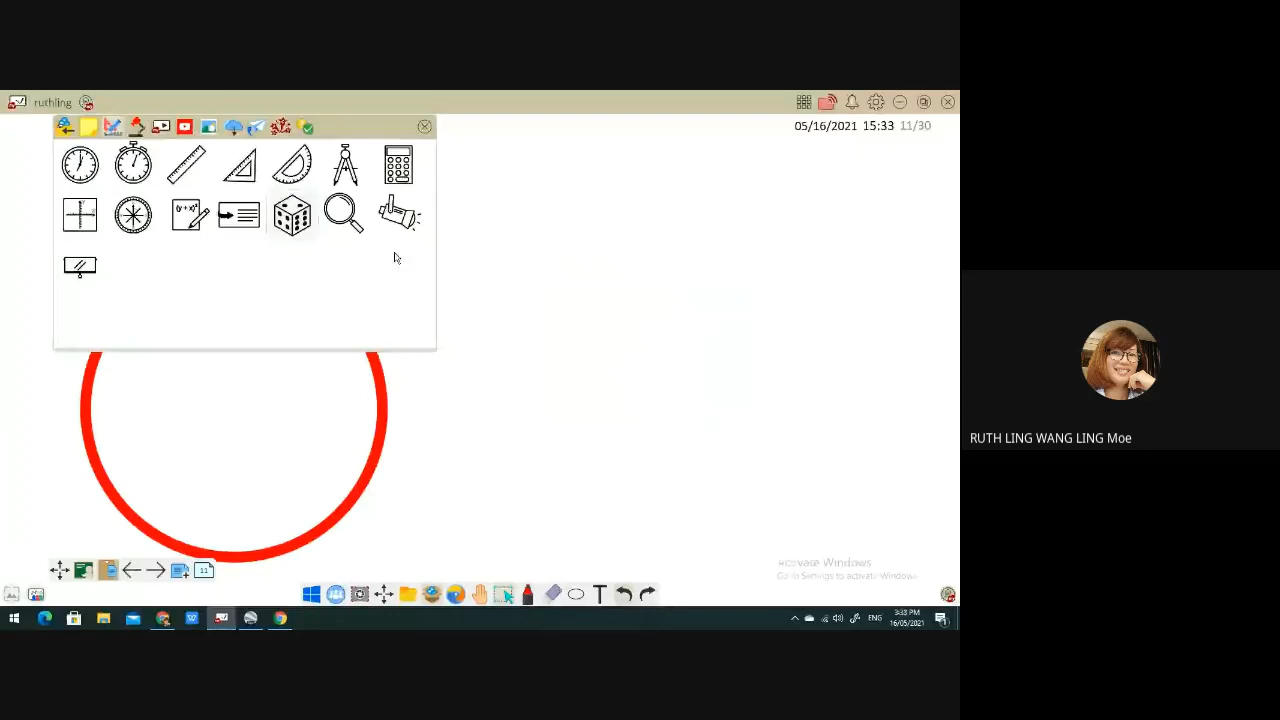 ruthling
05/16/2021 15:33 11/30
RUTH LING WANG LING Moe
11
Activate Windows
Go to Settings to activate Windows.
ENG
3:33 PM
16/05/2021